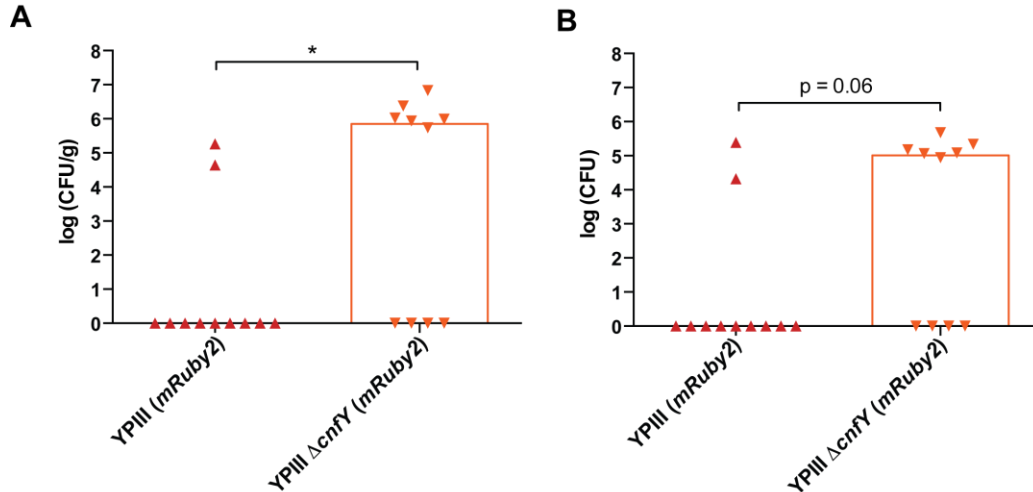 A
log (CFU/g)
8
7
6
5
4
3
2
1
0
*
YPIII (mRuby2)
YPIII ΔcnfY (mRuby2)
B
log (CFU)
8
7
6
5
4
3
2
1
0
p = 0.06
YPIII (mRuby2)
YPIII ΔcnfY (mRuby2)